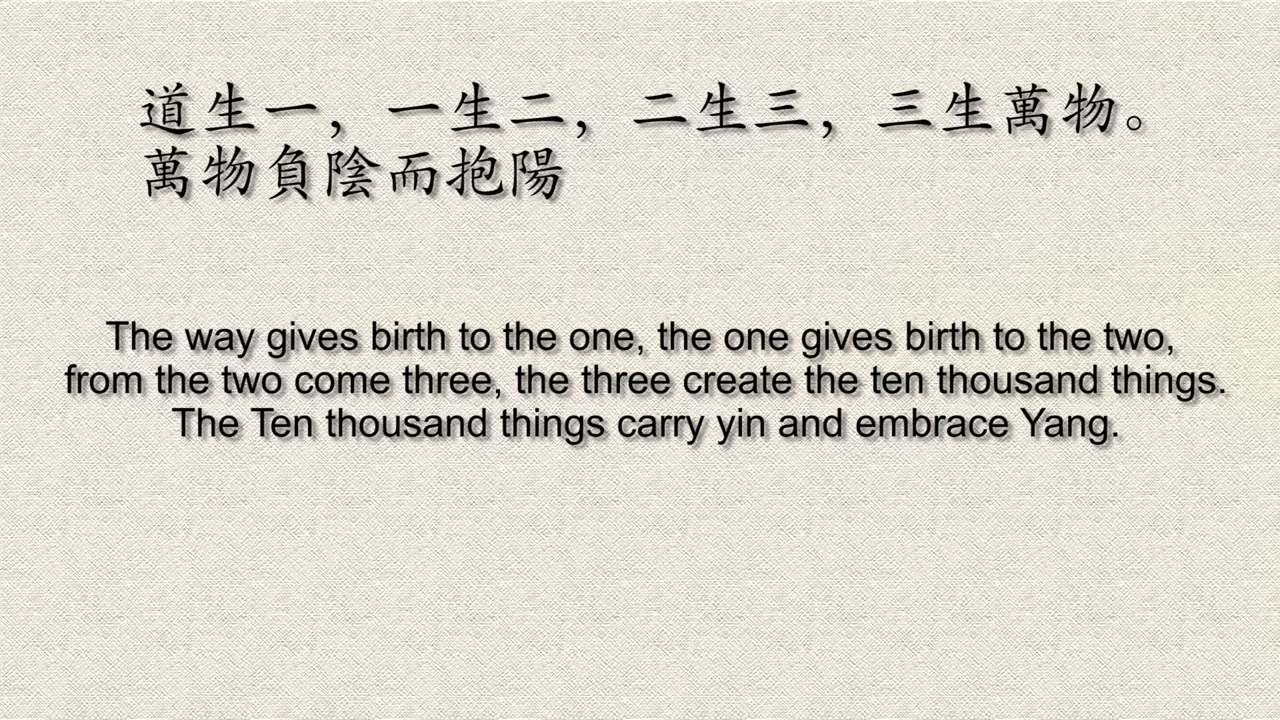 道生一，一生二，二生三，三生萬物。
萬物負陰而抱陽
The way gives birth to the one, the one gives birth to the two,
from the two come three, the three create the ten thousand things.
The Ten thousand things carry yin and embrace Yang.